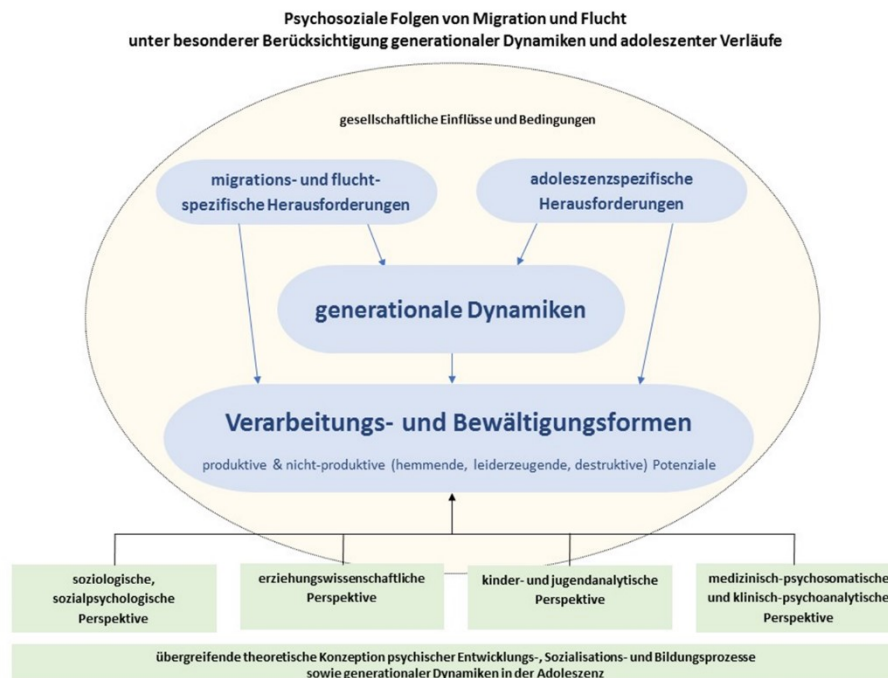 Psychosoziale Folgen von Migration und Flucht
unter besonderer Berücksichtigung generationaler Dynamiken und adoleszenter Verläufe
gesellschaftliche Einflüsse und Bedingungen
migrations- und flucht-
spezifische Herausforderungen
adoleszenzspezifische
Herausforderungen
generationale Dynamiken
Verarbeitungs- und Bewältigungsformen
produktive & nicht-produktive (hemmende, leiderzeugende, destruktive) Potenziale
soziologische,
sozialpsychologische
Perspektive
erziehungswissenschaftliche
Perspektive
kinder- und jugendanalytische
Perspektive
medizinisch-psychosomatische
und klinisch-psychoanalytische
Perspektive
übergreifende theoretische Konzeption psychischer Entwicklungs-, Sozialisations- und Bildungsprozesse
sowie generationaler Dynamiken in der Adoleszenz